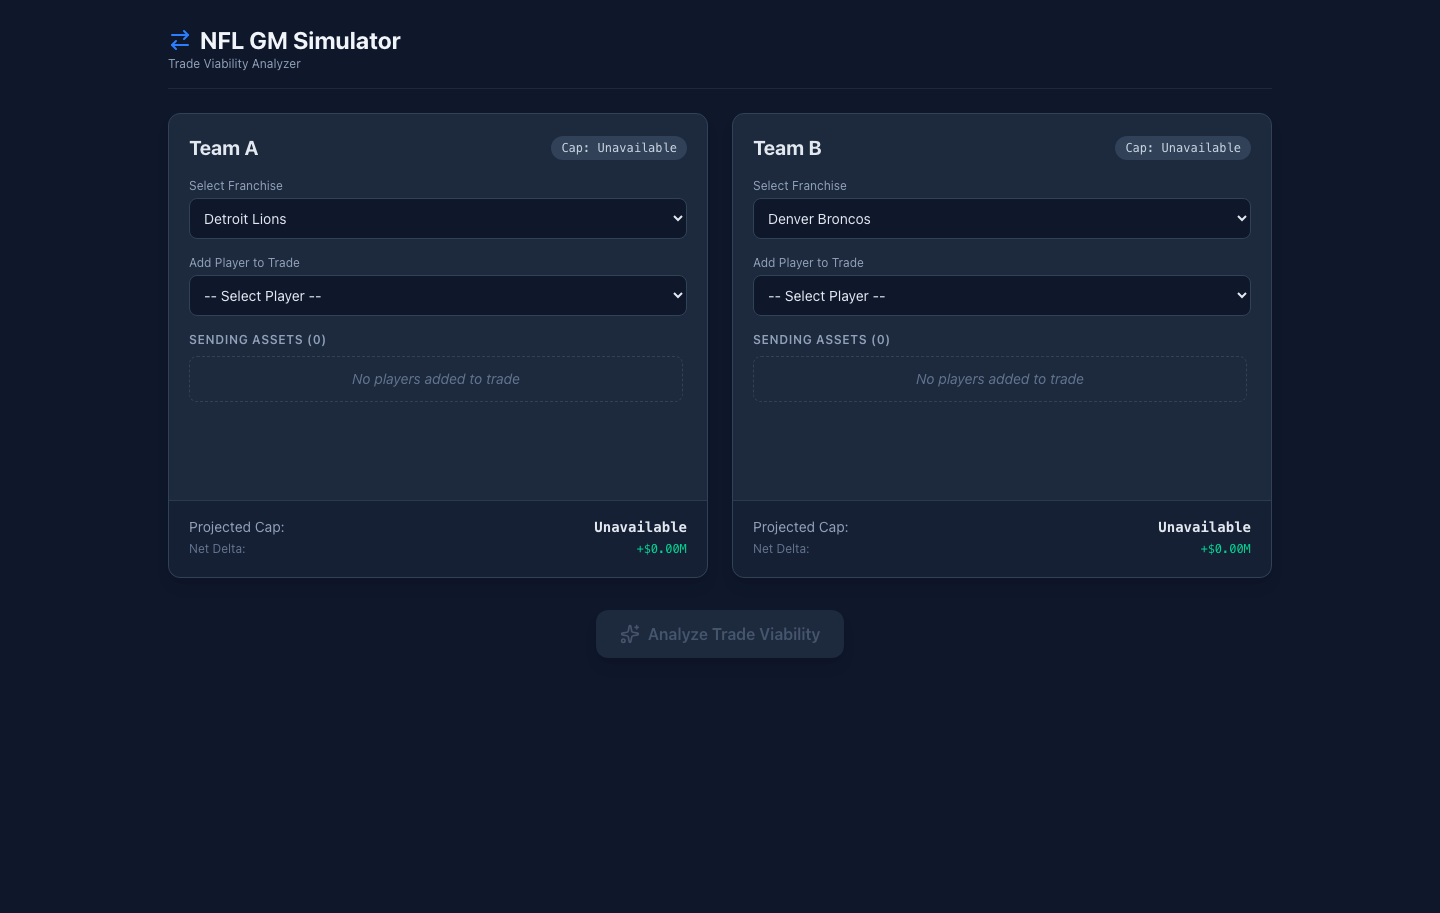 NFL GM Simulator
Trade Viability Analyzer
Team A
Cap: Unavailable
Select Franchise
Detroit Lions
Add Player to Trade
-- Select Player --
SENDING ASSETS (0)
No players added to trade
Projected Cap:
Unavailable
Net Delta:
+$0.00M
Team B
Cap: Unavailable
Select Franchise
Denver Broncos
Add Player to Trade
-- Select Player --
SENDING ASSETS (0)
No players added to trade
Projected Cap:
Unavailable
Net Delta:
+$0.00M
Analyze Trade Viability